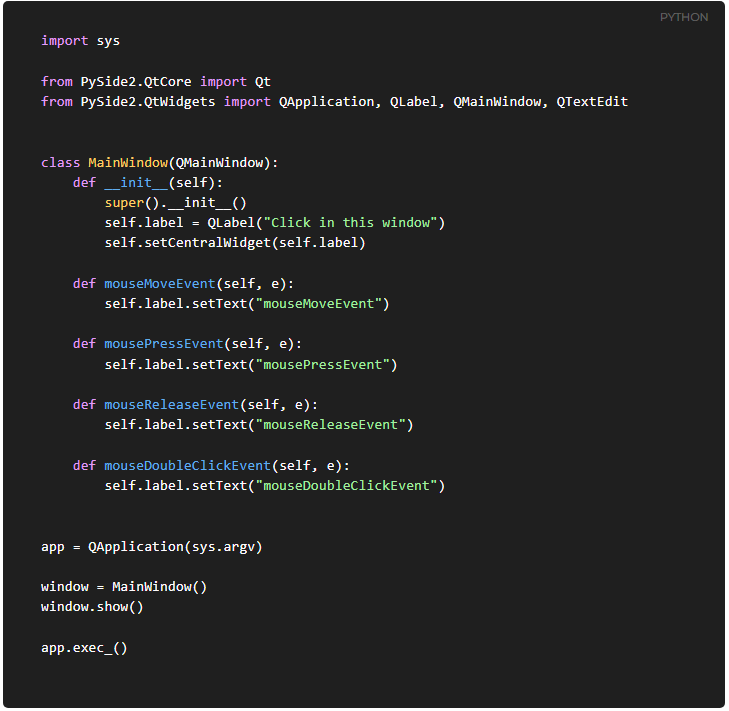 PYTHON
import sys
from PySide2.QtCore import Qt
from PySide2.QtWidgets import QApplication, QLabel, QMainWindow, QTextEdit
class MainWindow(QMainWindow):
    def __init__(self):
        super().__init__()
        self.label = QLabel("Click in this window")
        self.setCentralWidget(self.label)
    def mouseMoveEvent(self, e):
        self.label.setText("mouseMoveEvent")
    def mousePressEvent(self, e):
        self.label.setText("mousePressEvent")
    def mouseReleaseEvent(self, e):
        self.label.setText("mouseReleaseEvent")
    def mouseDoubleClickEvent(self, e):
        self.label.setText("mouseDoubleClickEvent")
app = QApplication(sys.argv)
window = MainWindow()
window.show()
app.exec_()